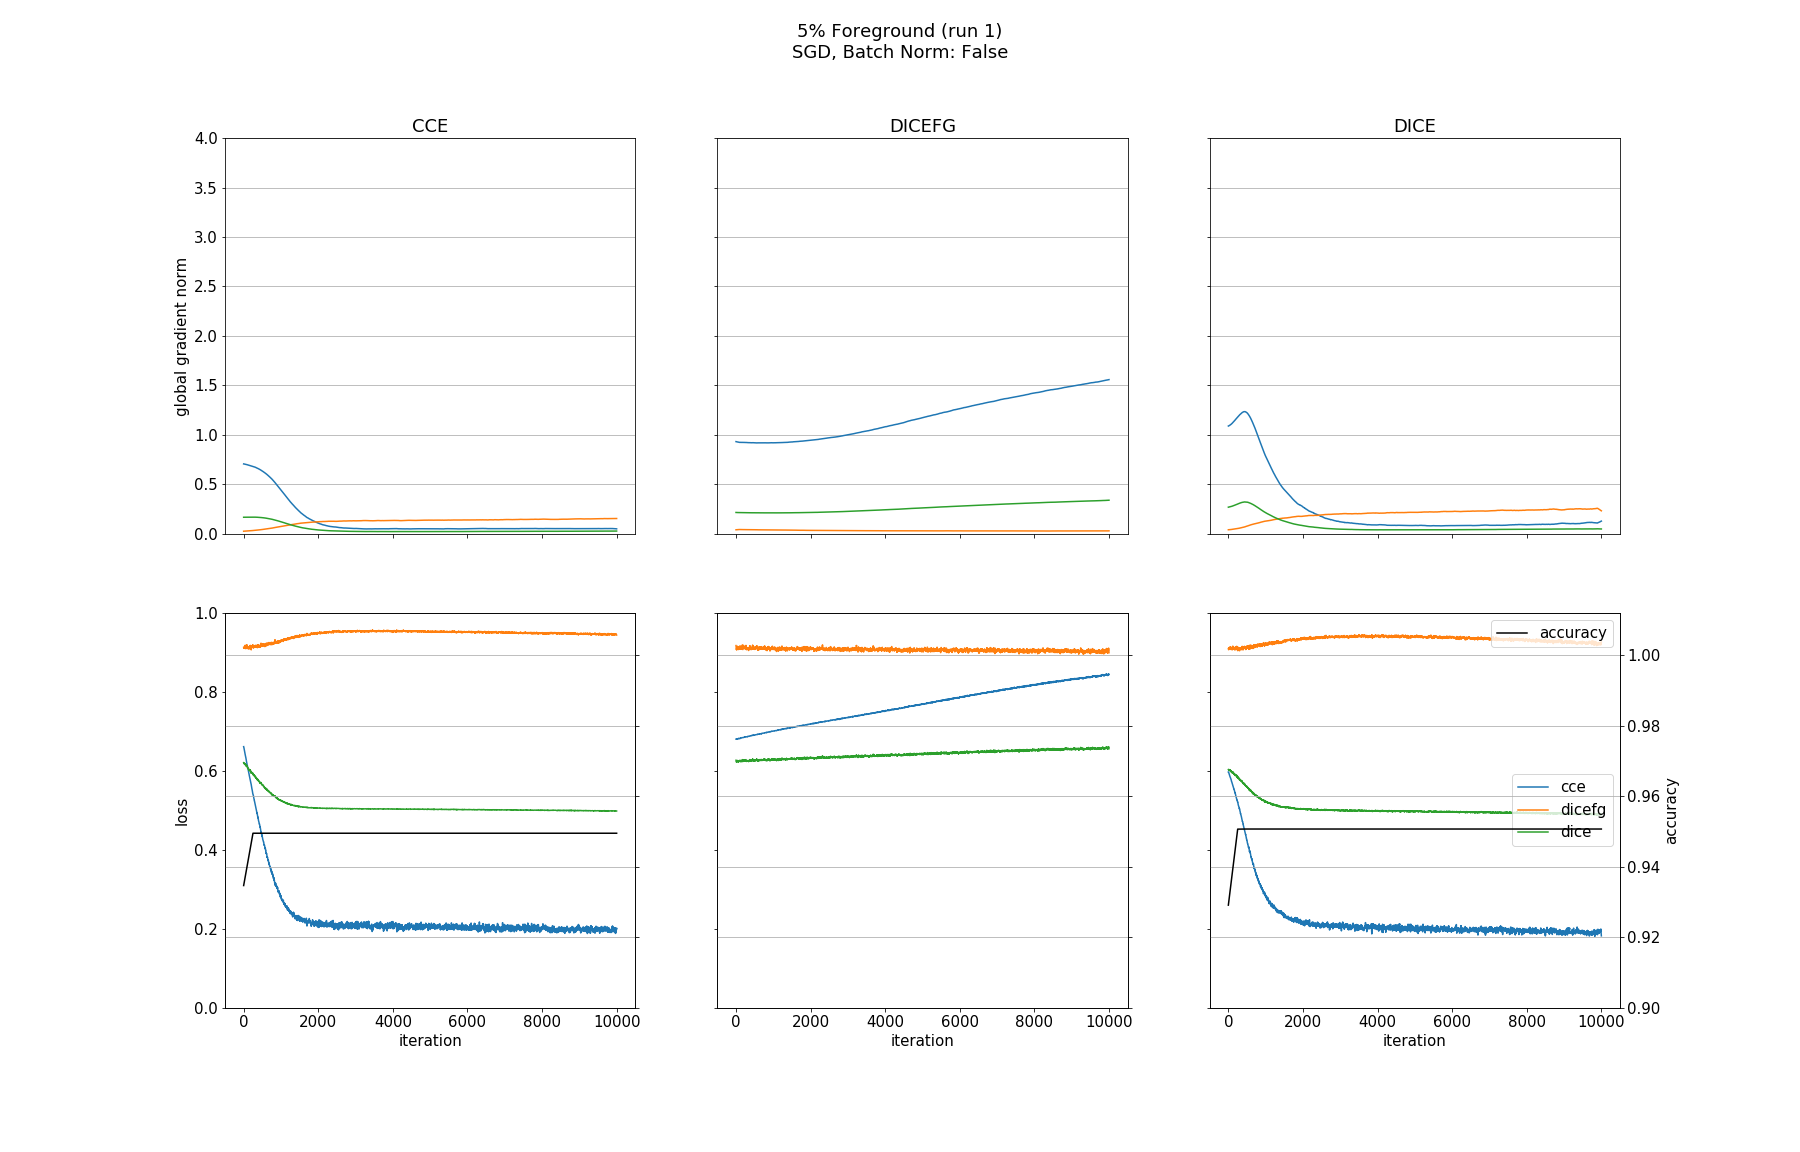 5% Foreground (run 1)
SGD, Batch Norm: False
CCE
DICEFG
DICE
global gradient norm
4.0
3.5
3.0
2.5
2.0
1.5
1.0
0.5
0.0
loss
1.0
0.8
0.6
0.4
0.2
0.0
0 2000 4000 6000 8000 10000
iteration
0 2000 4000 6000 8000 10000
iteration
accuracy
cce
dicefg
dice
1.00
0.98
0.96
0.94
0.92
0.90
accuracy
0 2000 4000 6000 8000 10000
iteration